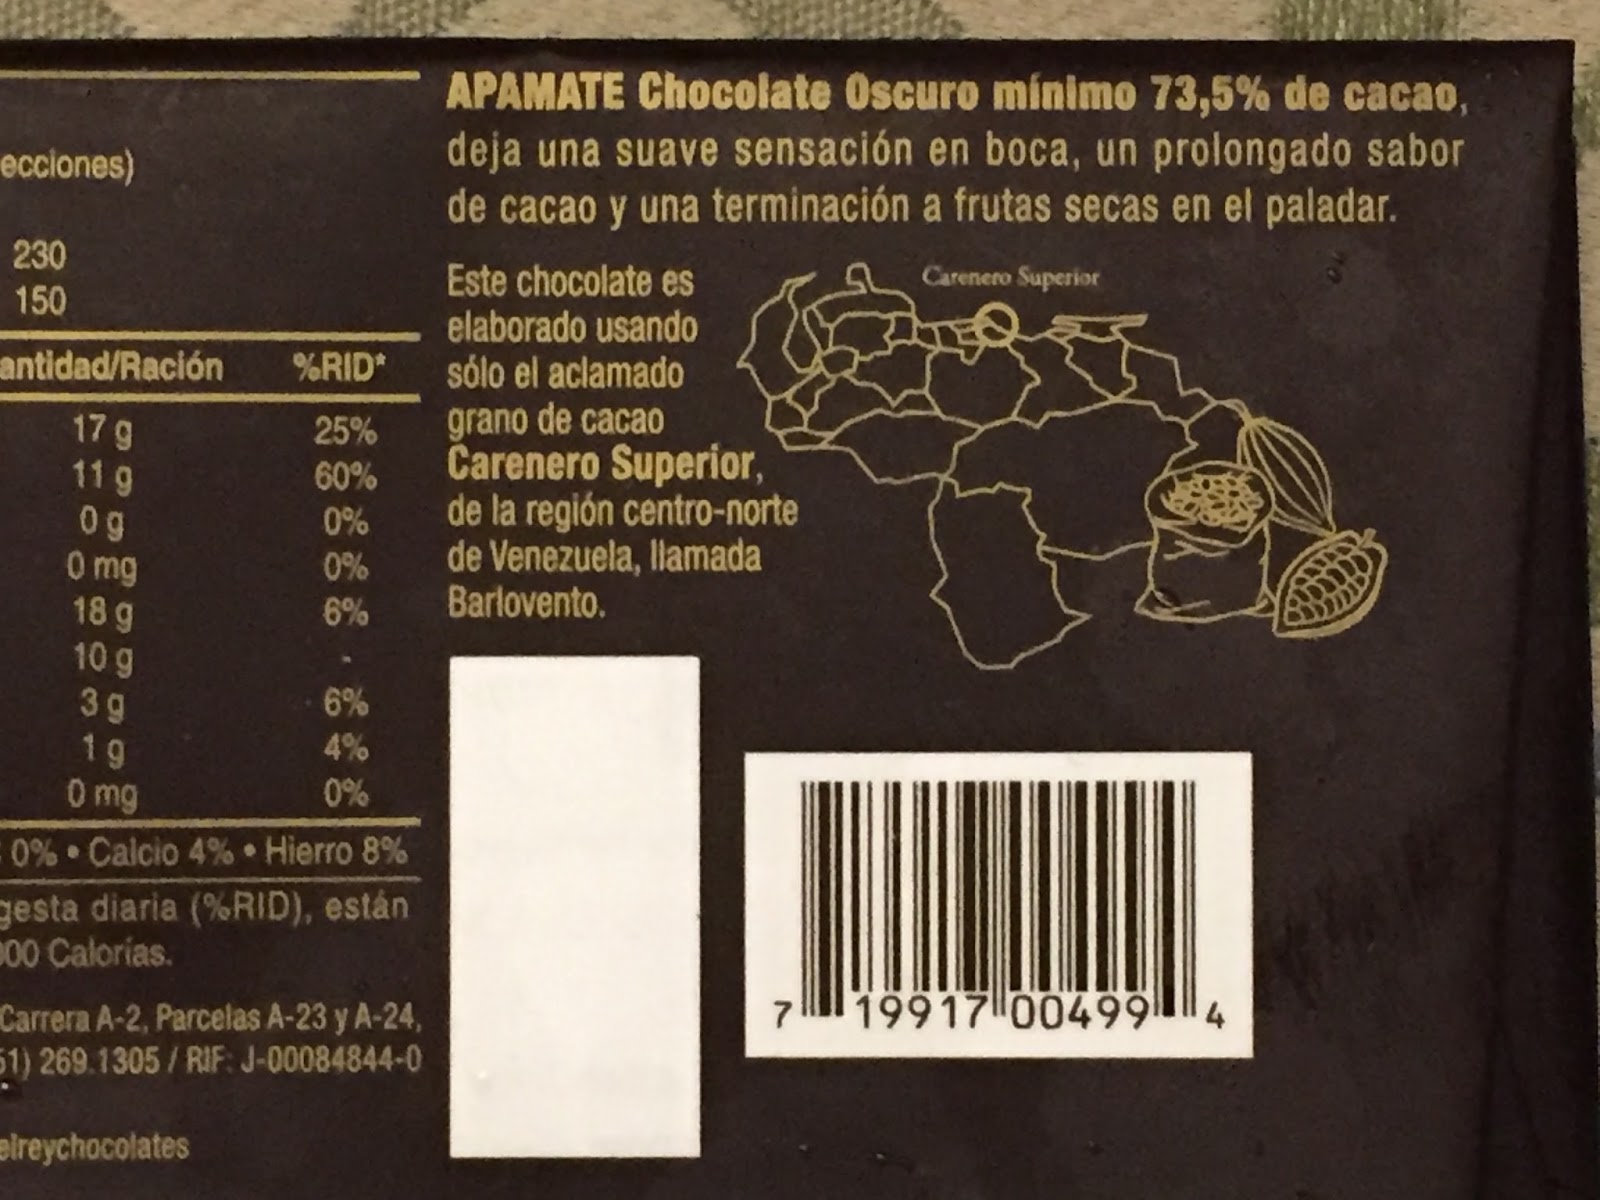 ecciones)
230
150
antidad/Ración %RID*
17 g 25%
11 g 60%
0 g 0%
0 mg 0%
18 g 6%
10 g -
3 g 6%
1 g 4%
0 mg 0%
0% • Calcio 4% • Hierro 8%
gesta diaria (%RID), están
000 Calorías.
Carrera A-2, Parcelas A-23 y A-24,
51) 269.1305 / RIF: J-00084844-0
elreychocolates
APAMATE Chocolate Oscuro mínimo 73,5% de cacao,
deja una suave sensación en boca, un prolongado sabor
de cacao y una terminación a frutas secas en el paladar.
Este chocolate es
elaborado usando
sólo el aclamado
grano de cacao
Carenero Superior,
de la región centro-norte
de Venezuela, llamada
Barlovento.
Carenero Superior
7 19917 00499 4